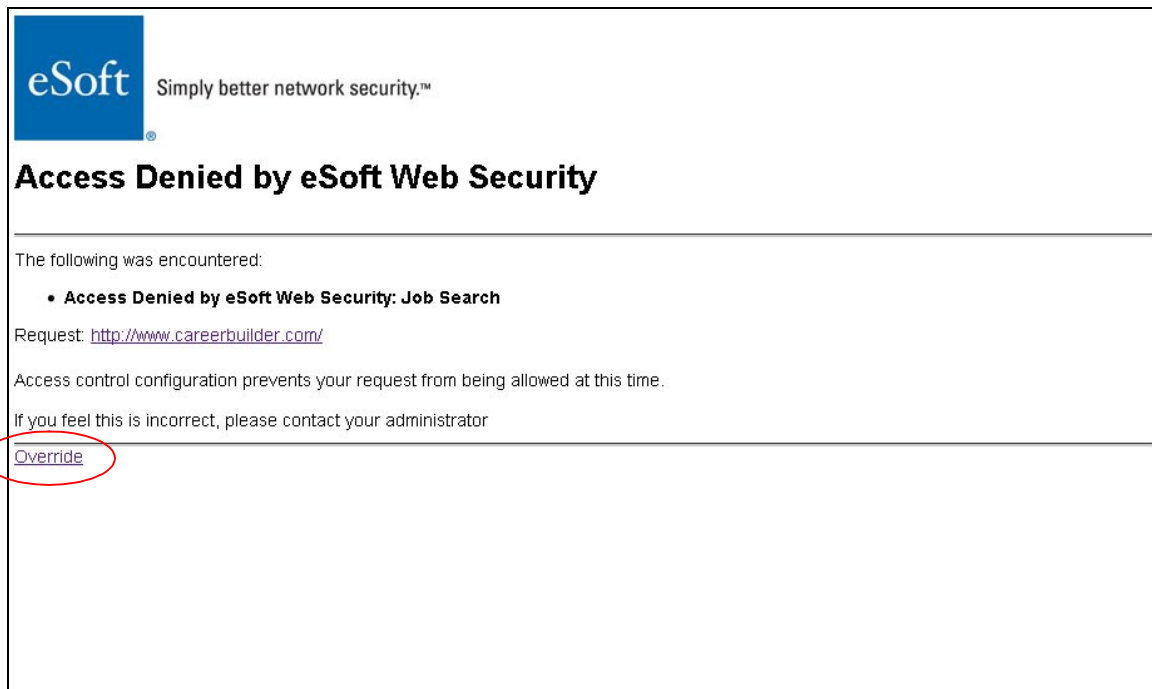 eSoft
Simply better network security.™
®
Access Denied by eSoft Web Security
The following was encountered:
• Access Denied by eSoft Web Security: Job Search
Request: http://www.careerbuilder.com/
Access control configuration prevents your request from being allowed at this time.
If you feel this is incorrect, please contact your administrator
Override